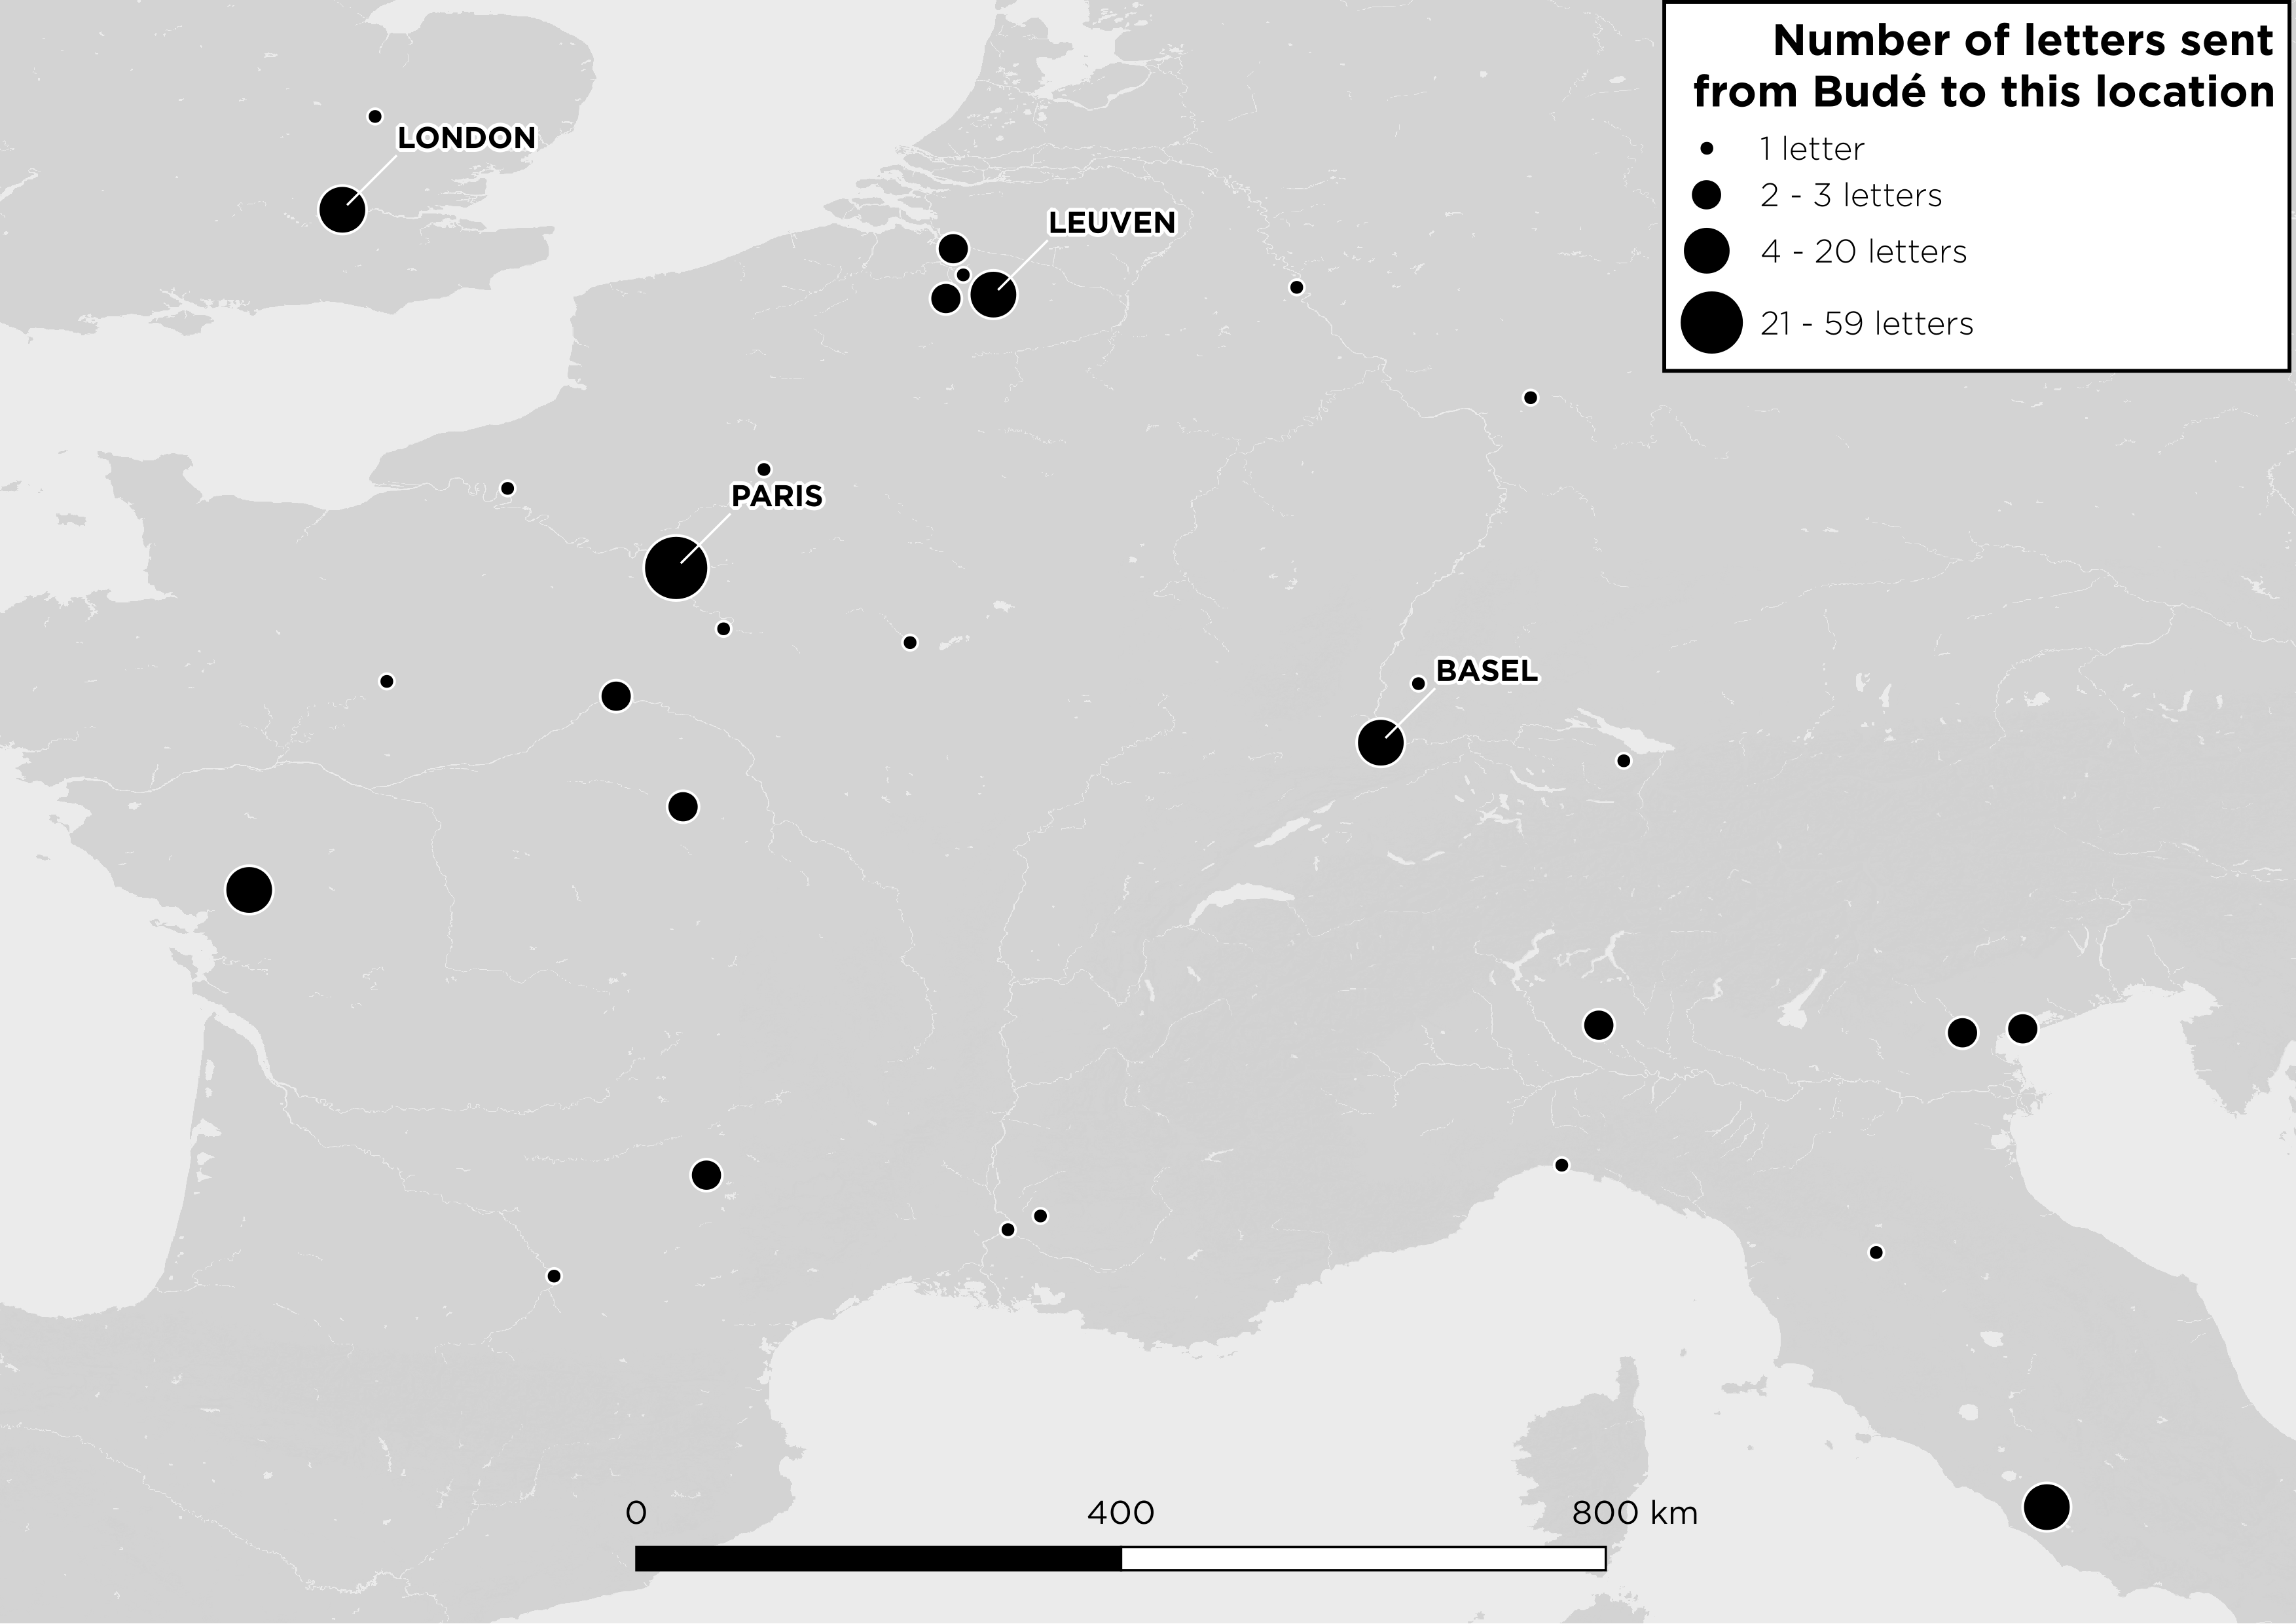 Number of letters sent
from Budé to this location
1 letter
2 - 3 letters
4 - 20 letters
21 - 59 letters
LONDON
LEUVEN
PARIS
BASEL
0 400 800 km